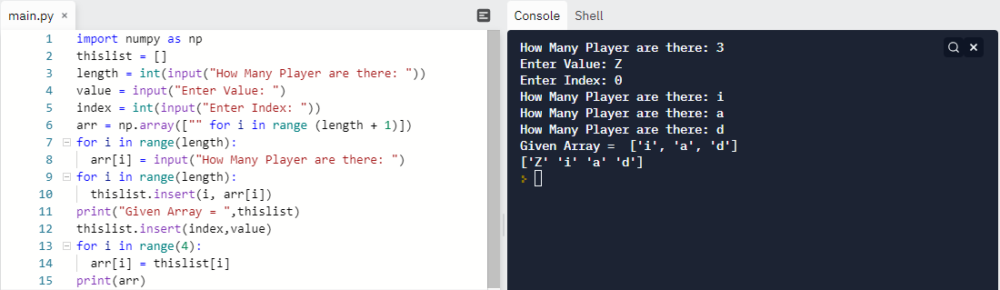 main.py ×
1 import numpy as np
2 thislist = []
3 length = int(input("How Many Player are there: "))
4 value = input("Enter Value: ")
5 index = int(input("Enter Index: "))
6 arr = np.array(["" for i in range (length + 1)])
7 for i in range(length):
8 arr[i] = input("How Many Player are there: ")
9 for i in range(length):
10 thislist.insert(i, arr[i])
11 print("Given Array = ",thislist)
12 thislist.insert(index,value)
13 for i in range(4):
14 arr[i] = thislist[i]
15 print(arr)
Console Shell
How Many Player are there: 3
Enter Value: Z
Enter Index: 0
How Many Player are there: i
How Many Player are there: a
How Many Player are there: d
Given Array =  ['i', 'a', 'd']
['Z' 'i' 'a' 'd']